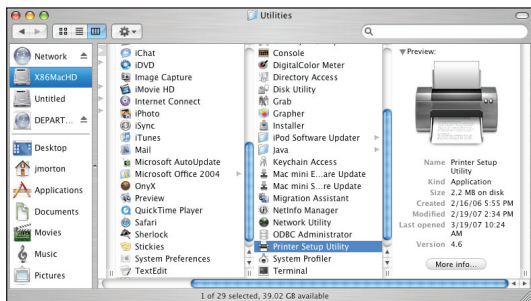 Utilities
Network
X86MacHD
Untitled
DEPART...
Desktop
jmorton
Applications
Documents
Movies
Music
Pictures
iChat
iDVD
Image Capture
iMovie HD
Internet Connect
iPhoto
iSync
iTunes
Mail
Microsoft AutoUpdate
Microsoft Office 2004
OnyX
Preview
QuickTime Player
Safari
Sherlock
Stickies
System Preferences
TextEdit
Console
DigitalColor Meter
Directory Access
Disk Utility
Grab
Grapher
Installer
iPod Software Updater
Java
Keychain Access
Mac mini E...are Update
Mac mini S...re Update
Migration Assistant
NetInfo Manager
Network Utility
ODBC Administrator
Printer Setup Utility
System Profiler
Terminal
Preview:
Name Printer Setup
Utility
Kind Application
Size 2.2 MB on disk
Created 2/16/06 5:55 PM
Modified 2/19/07 2:34 PM
Last opened 3/19/07 10:24
AM
Version 4.6
More info...
1 of 29 selected, 39.02 GB available